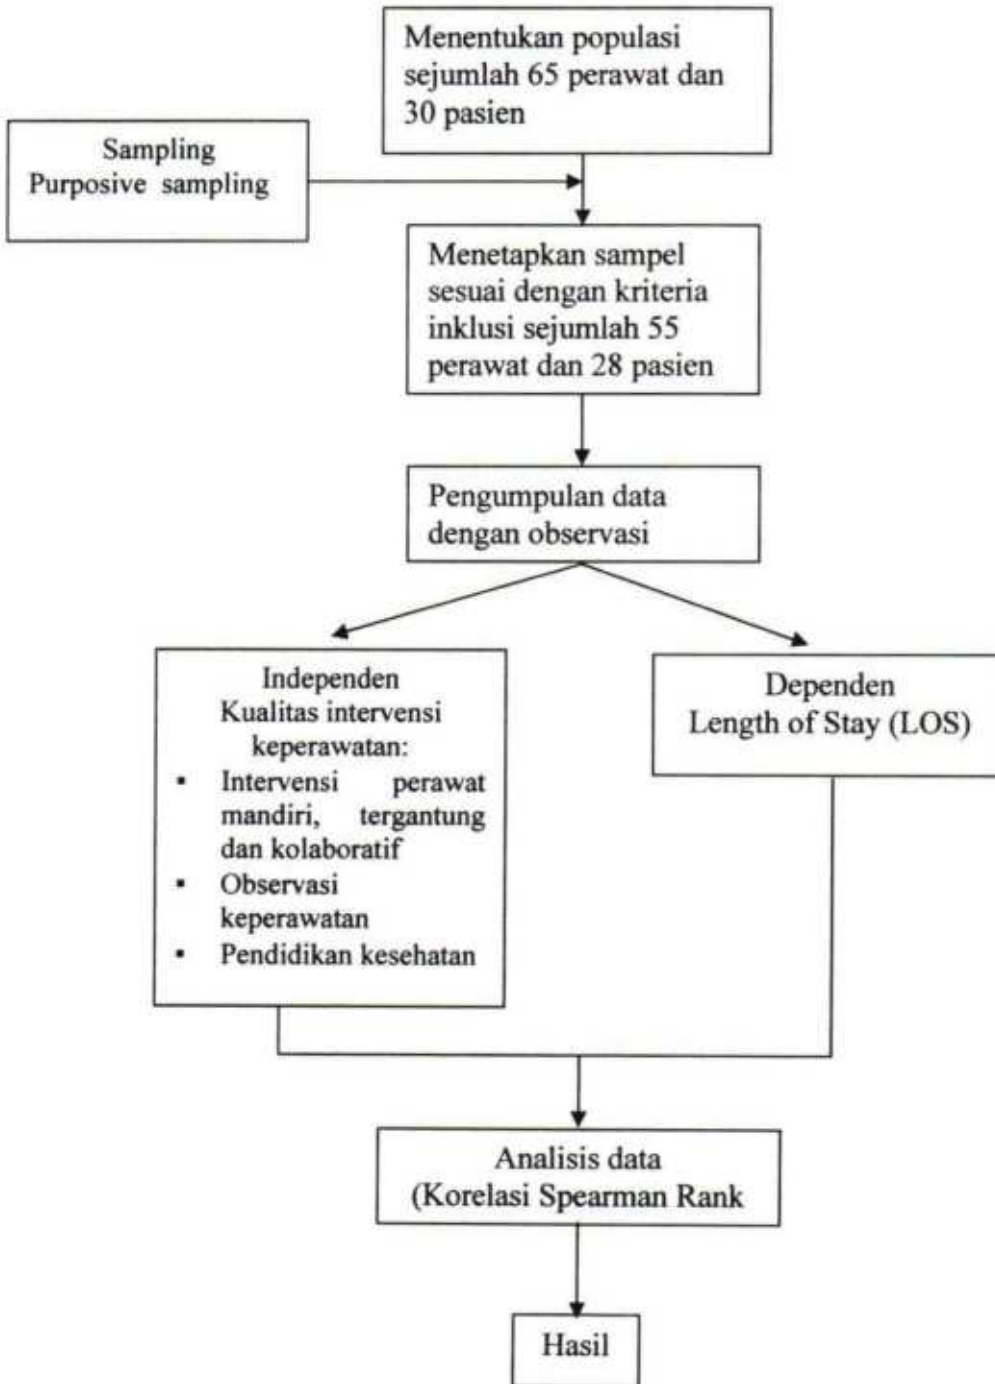 Menentukan populasi
sejumlah 65 perawat dan
30 pasien
Sampling
Purposive sampling
Menetapkan sampel
sesuai dengan kriteria
inklusi sejumlah 55
perawat dan 28 pasien
Pengumpulan data
dengan observasi
Independen
Kualitas intervensi
keperawatan:
▪ Intervensi perawat
mandiri, tergantung
dan kolaboratif
▪ Observasi
keperawatan
▪ Pendidikan kesehatan
Dependen
Length of Stay (LOS)
Analisis data
(Korelasi Spearman Rank
Hasil